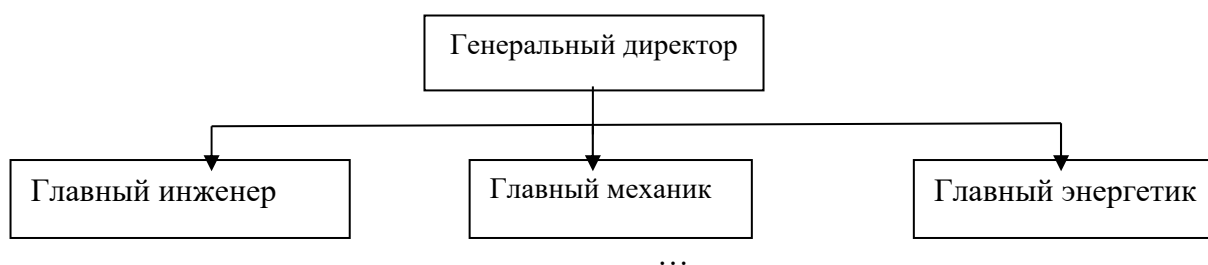 Генеральный директор
Главный инженер
Главный механик
Главный энергетик
…